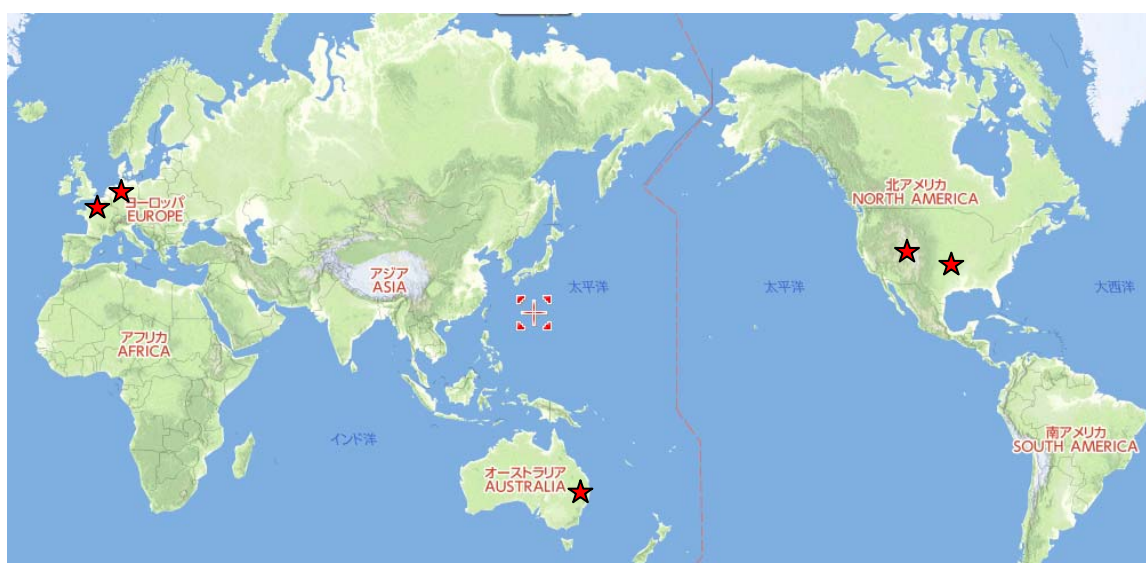 北アメリカ
NORTH AMERICA
ヨーロッパ
EUROPE
アジア
ASIA
太平洋
太平洋
大西洋
アフリカ
AFRICA
インド洋
南アメリカ
SOUTH AMERICA
オーストラリア
AUSTRALIA